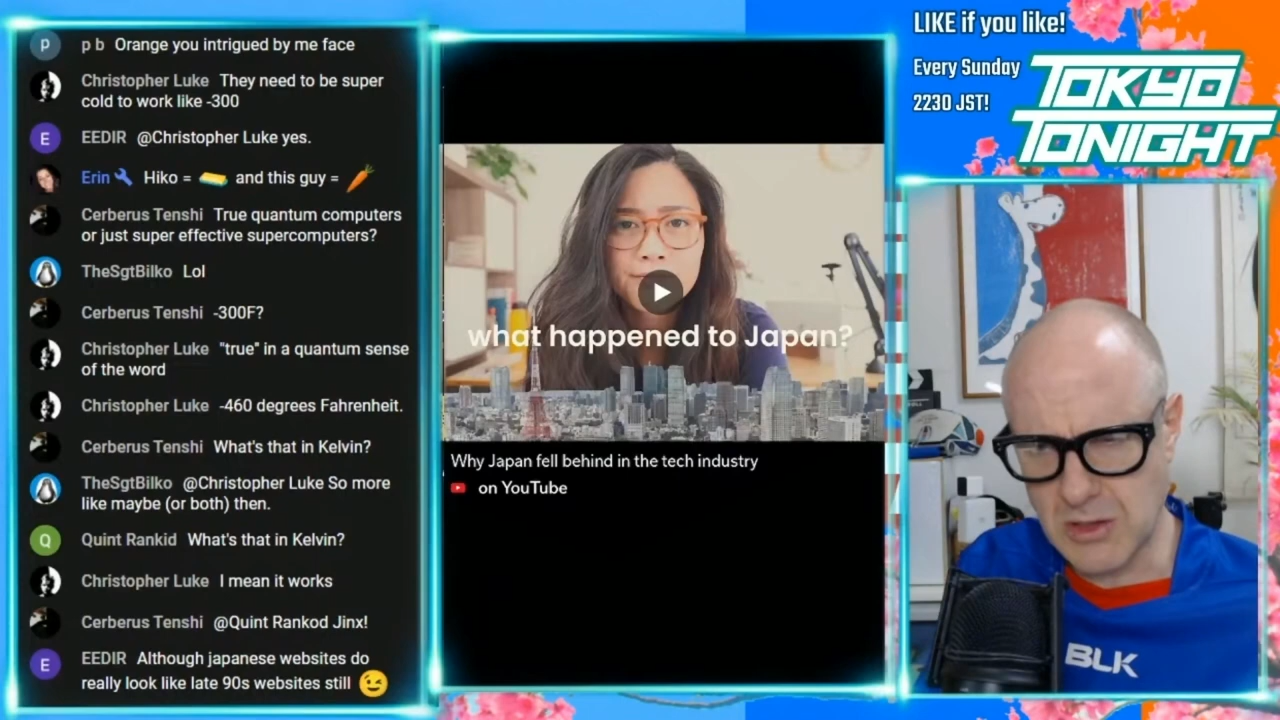 p b Orange you intrigued by me face
Christopher Luke They need to be super
cold to work like -300
EEDIR @Christopher Luke yes.
Erin Hiko = and this guy =
Cerberus Tenshi True quantum computers
or just super effective supercomputers?
TheSgtBilko Lol
Cerberus Tenshi -300F?
Christopher Luke "true" in a quantum sense
of the word
Christopher Luke -460 degrees Fahrenheit.
Cerberus Tenshi What's that in Kelvin?
TheSgtBilko @Christopher Luke So more
like maybe (or both) then.
Quint Rankid What's that in Kelvin?
Christopher Luke I mean it works
Cerberus Tenshi @Quint Rankod Jinx!
EEDIR Although japanese websites do
really look like late 90s websites still
P
E
Q
E
what happened to Japan?
Why Japan fell behind in the tech industry
on YouTube
LIKE if you like!
Every Sunday
2230 JST!
TOKYO
TONIGHT
BLK